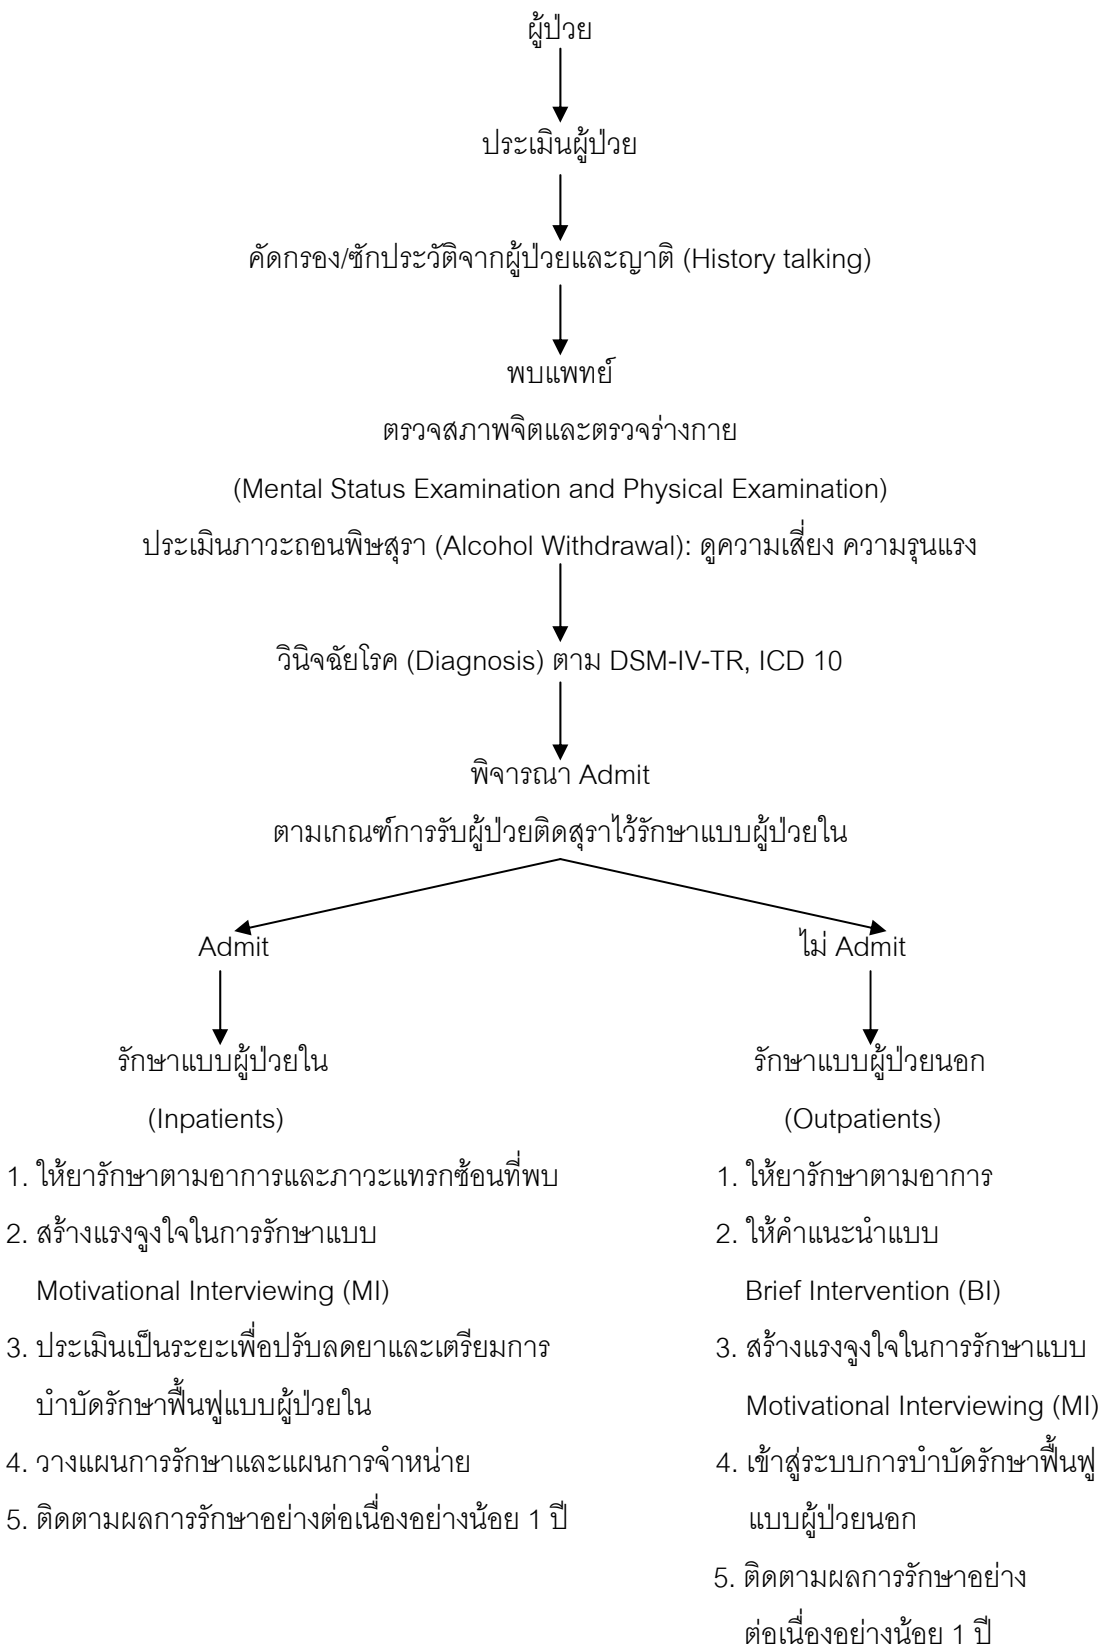 ผู้ป่วย
ประเมินผู้ป่วย
คัดกรอง/ซักประวัติจากผู้ป่วยและญาติ (History talking)
พบแพทย์
ตรวจสภาพจิตและตรวจร่างกาย
(Mental Status Examination and Physical Examination)
ประเมินภาวะถอนพิษสุรา (Alcohol Withdrawal): ดูความเสี่ยง ความรุนแรง
วินิจฉัยโรค (Diagnosis) ตาม DSM-IV-TR, ICD 10
พิจารณา Admit
ตามเกณฑ์การรับผู้ป่วยติดสุราไว้รักษาแบบผู้ป่วยใน
Admit
รักษาแบบผู้ป่วยใน
(Inpatients)
1. ให้ยารักษาตามอาการและภาวะแทรกซ้อนที่พบ
2. สร้างแรงจูงใจในการรักษาแบบ
Motivational Interviewing (MI)
3. ประเมินเป็นระยะเพื่อปรับลดยาและเตรียมการ
บำบัดรักษาฟื้นฟูแบบผู้ป่วยใน
4. วางแผนการรักษาและแผนการจำหน่าย
5. ติดตามผลการรักษาอย่างต่อเนื่องอย่างน้อย 1 ปี
ไม่ Admit
รักษาแบบผู้ป่วยนอก
(Outpatients)
1. ให้ยารักษาตามอาการ
2. ให้คำแนะนำแบบ
Brief Intervention (BI)
3. สร้างแรงจูงใจในการรักษาแบบ
Motivational Interviewing (MI)
4. เข้าสู่ระบบการบำบัดรักษาฟื้นฟู
แบบผู้ป่วยนอก
5. ติดตามผลการรักษาอย่าง
ต่อเนื่องอย่างน้อย 1 ปี